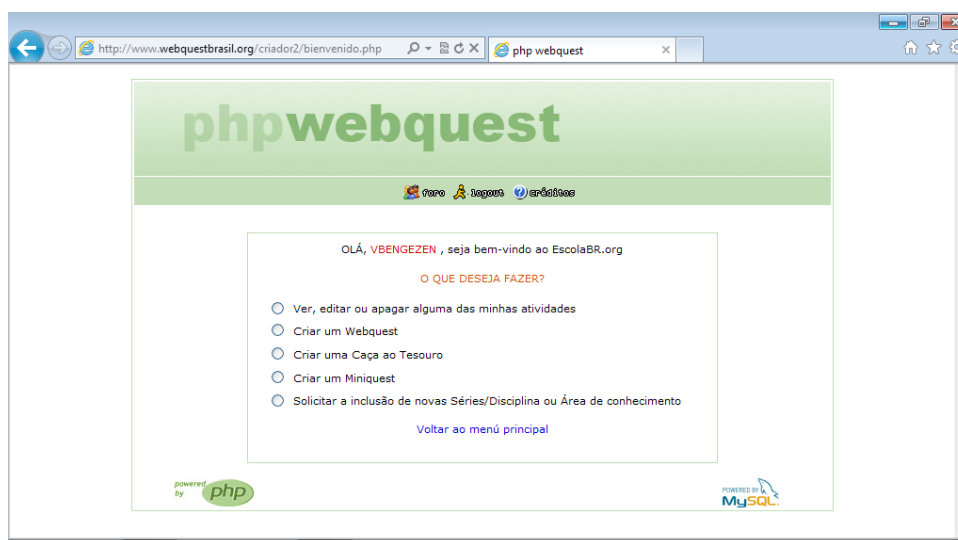 http://www.webquestbrasil.org/criador2/bienvenido.php
php webquest
phpwebquest
foro logout créditos
OLÁ, VBENGEZEN , seja bem-vindo ao EscolaBR.org
O QUE DESEJA FAZER?
Ver, editar ou apagar alguma das minhas atividades
Criar um Webquest
Criar uma Caça ao Tesouro
Criar um Miniquest
Solicitar a inclusão de novas Séries/Disciplina ou Área de conhecimento
Voltar ao menú principal
powered by php
POWERED BY MySQL